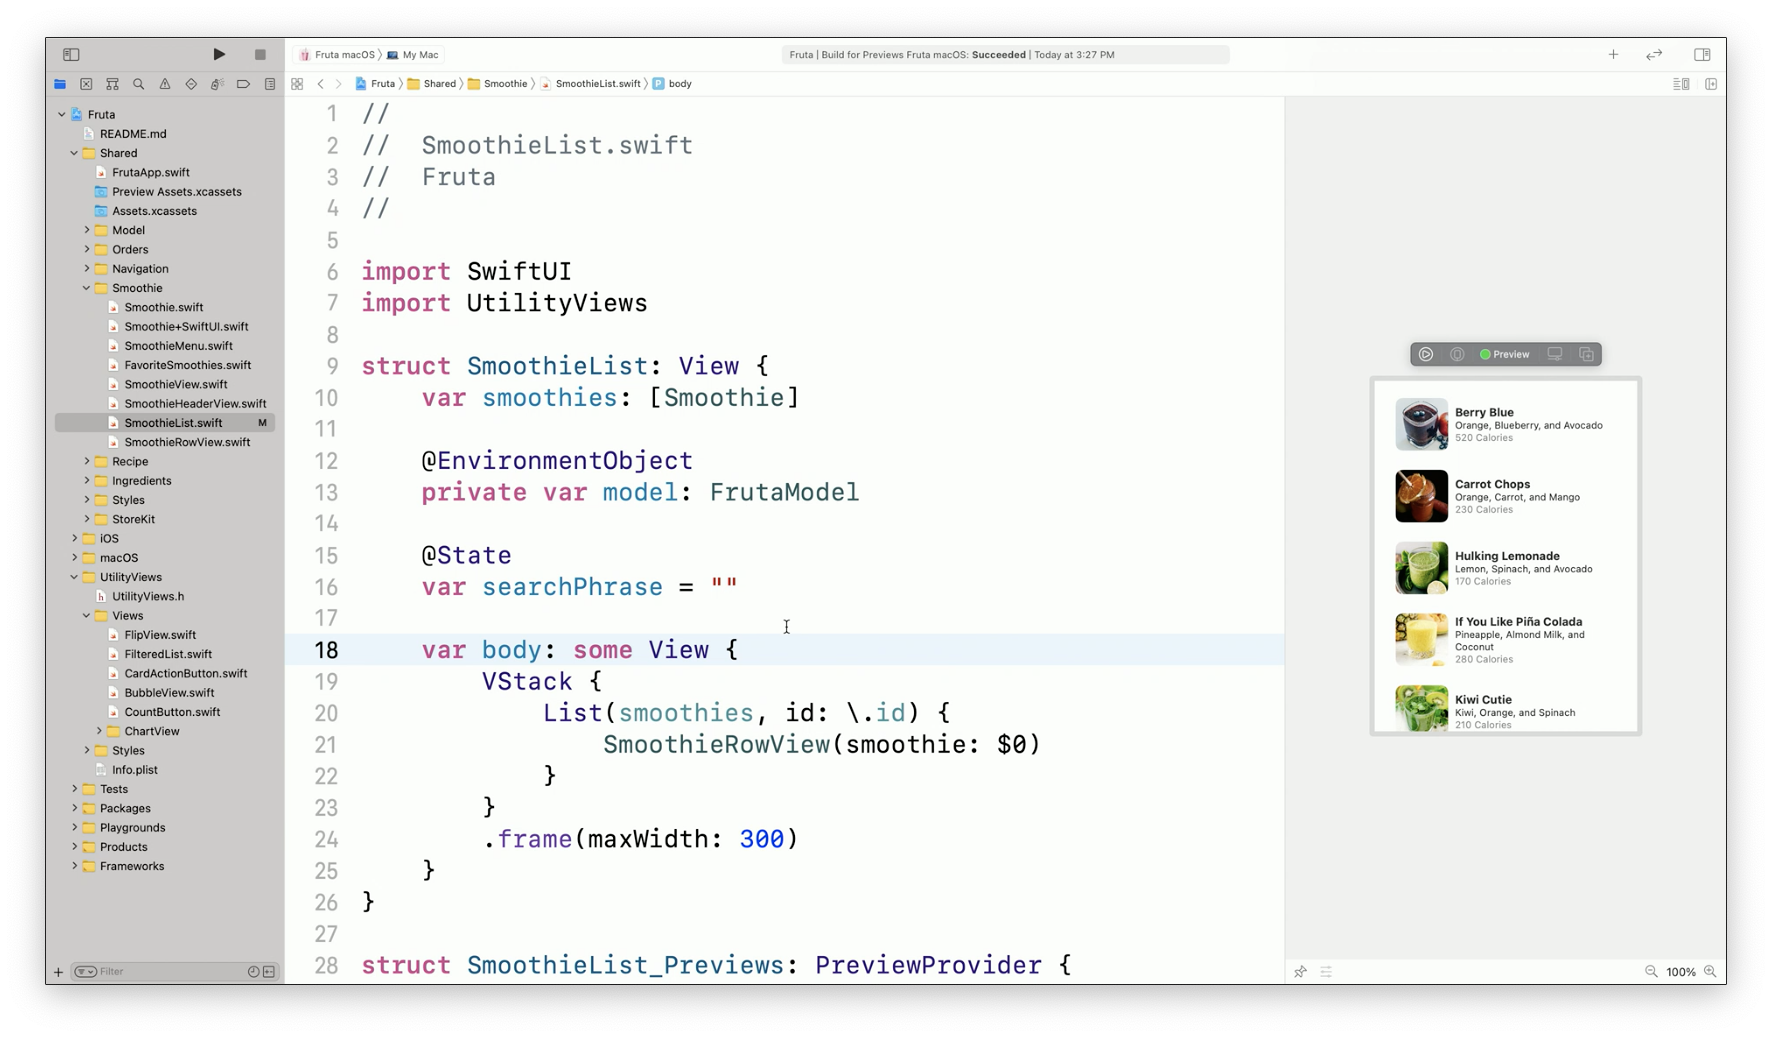 Fruta macOS 〉 My Mac
Fruta | Build for Previews Fruta macOS: Succeeded | Today at 3:27 PM
Fruta 〉 Shared 〉 Smoothie 〉 SmoothieList.swift 〉 P body
Fruta
README.md
Shared
FrutaApp.swift
Preview Assets.xcassets
Assets.xcassets
Model
Orders
Navigation
Smoothie
Smoothie.swift
Smoothie+SwiftUI.swift
SmoothieMenu.swift
FavoriteSmoothies.swift
SmoothieView.swift
SmoothieHeaderView.swift
SmoothieList.swift M
SmoothieRowView.swift
Recipe
Ingredients
Styles
StoreKit
iOS
macOS
UtilityViews
h UtilityViews.h
Views
FlipView.swift
FilteredList.swift
CardActionButton.swift
BubbleView.swift
CountButton.swift
ChartView
Styles
Info.plist
Tests
Packages
Playgrounds
Products
Frameworks
Filter
1 //
2 //  SmoothieList.swift
3 //  Fruta
4 //
5
6 import SwiftUI
7 import UtilityViews
8
9 struct SmoothieList: View {
10     var smoothies: [Smoothie]
11
12     @EnvironmentObject
13     private var model: FrutaModel
14
15     @State
16     var searchPhrase = ""
17
18     var body: some View {
19         VStack {
20             List(smoothies, id: \.id) {
21                 SmoothieRowView(smoothie: $0)
22             }
23         }
24         .frame(maxWidth: 300)
25     }
26 }
27
28 struct SmoothieList_Previews: PreviewProvider {
Preview
Berry Blue
Orange, Blueberry, and Avocado
520 Calories
Carrot Chops
Orange, Carrot, and Mango
230 Calories
Hulking Lemonade
Lemon, Spinach, and Avocado
170 Calories
If You Like Piña Colada
Pineapple, Almond Milk, and
Coconut
280 Calories
Kiwi Cutie
Kiwi, Orange, and Spinach
210 Calories
100%